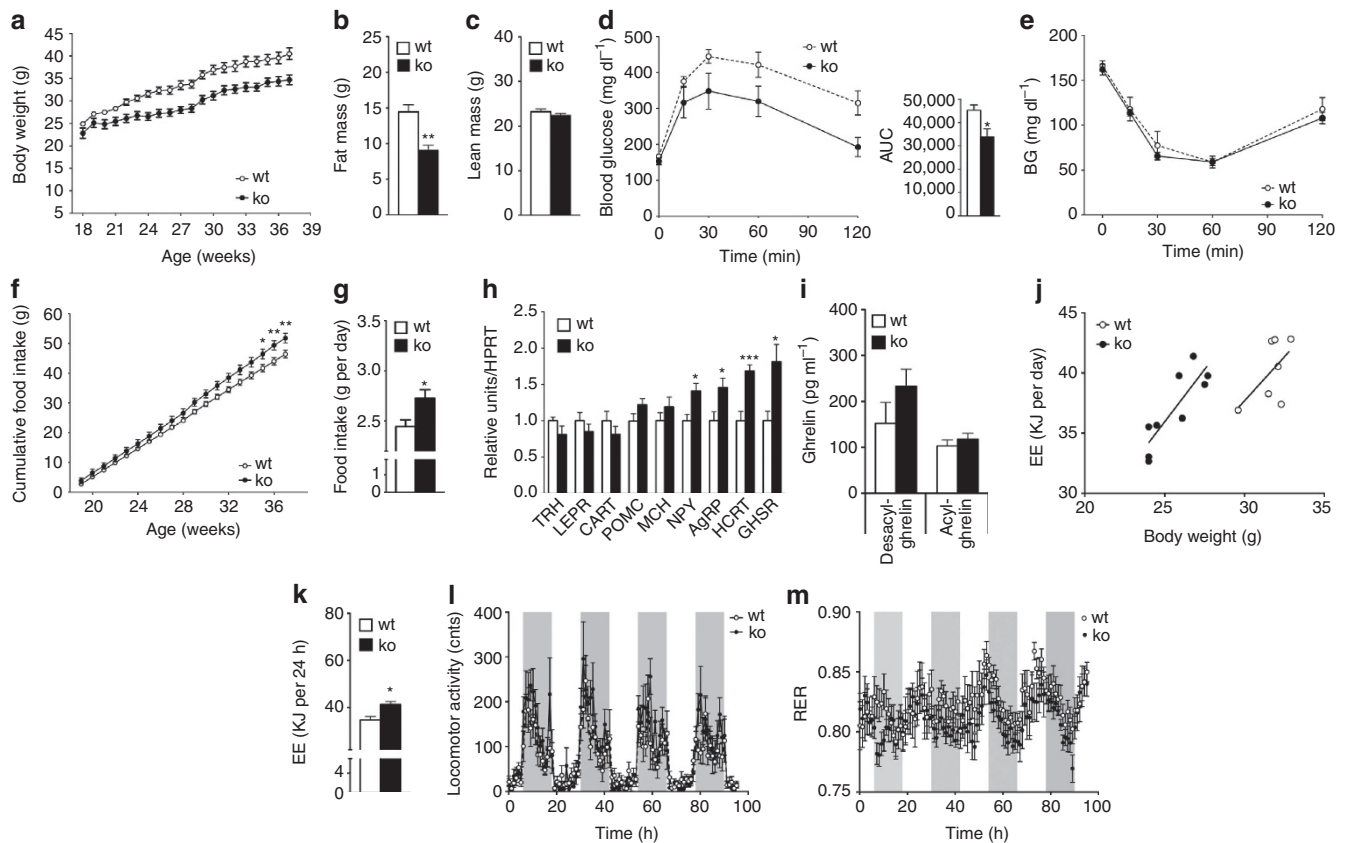 a
Body weight (g)
45
40
35
30
25
20
15
10
5
wt
ko
18 21 24 27 30 33 36 39
Age (weeks)
b
Fat mass (g)
25
20
15
10
5
0
wt
ko
**
c
Lean mass (g)
60
40
20
0
wt
ko
d
Blood glucose (mg dl⁻¹)
500
400
300
200
100
0
wt
ko
0 30 60 90 120
Time (min)
AUC
50,000
40,000
30,000
20,000
10,000
0
*
e
BG (mg dl⁻¹)
200
150
100
50
0
wt
ko
0 30 60 90 120
Time (min)
f
Cumulative food intake (g)
60
50
40
30
20
10
0
* ** **
wt
ko
20 24 28 32 36
Age (weeks)
g
Food intake (g per day)
3.5
3.0
2.5
1
0
wt
ko
*
h
Relative units/HPRT
2.5
2.0
1.5
1.0
0.5
0.0
wt
ko
* * *** *
TRH
LEPR
CART
POMC
MCH
NPY
AgRP
HCRT
GHSR
i
Ghrelin (pg ml⁻¹)
400
300
200
100
0
wt
ko
Desacyl-
ghrelin
Acyl-
ghrelin
j
EE (KJ per day)
45
40
35
30
wt
ko
20 25 30 35
Body weight (g)
k
EE (KJ per 24 h)
80
60
40
4
0
wt
ko
*
l
Locomotor activity (cnts)
400
300
200
100
0
wt
ko
0 20 40 60 80 100
Time (h)
m
RER
0.90
0.85
0.80
0.75
wt
ko
0 20 40 60 80 100
Time (h)